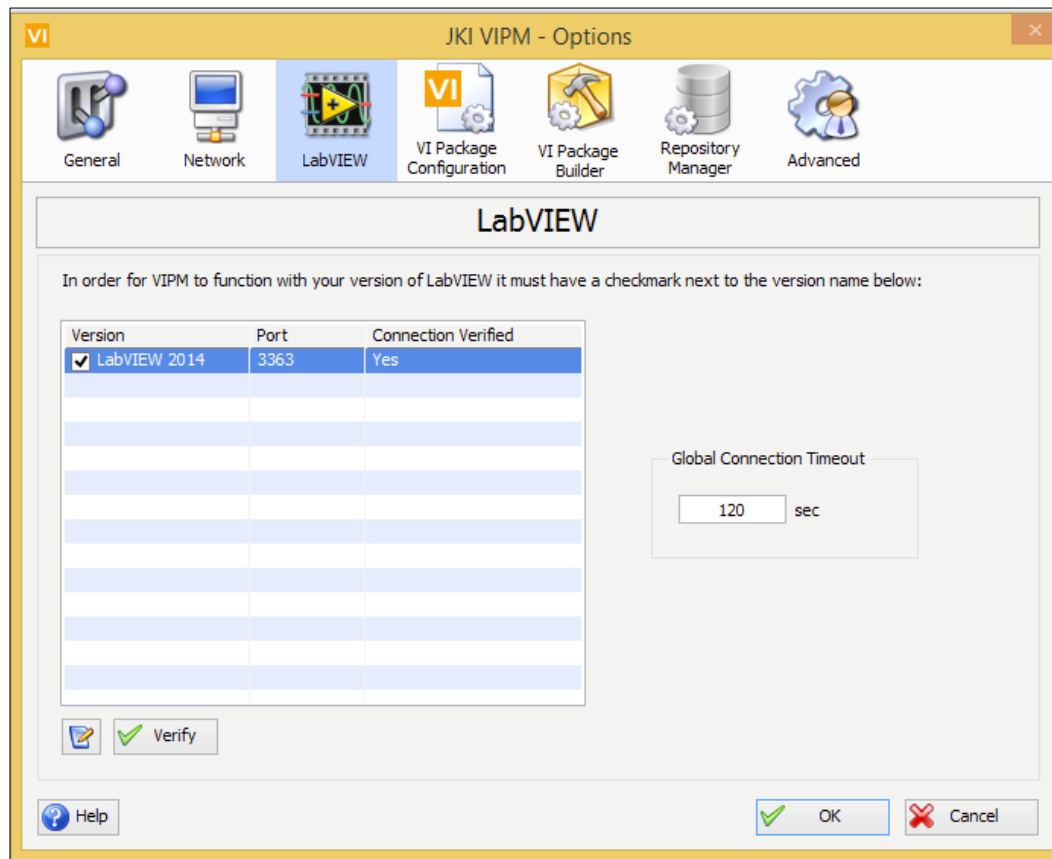 VI
JKI VIPM - Options
General
Network
LabVIEW
VI
VI Package
Configuration
VI Package
Builder
Repository
Manager
Advanced
LabVIEW
In order for VIPM to function with your version of LabVIEW it must have a checkmark next to the version name below:
Version Port Connection Verified
LabVIEW 2014 3363 Yes
Global Connection Timeout
120 sec
Verify
Help
OK
Cancel